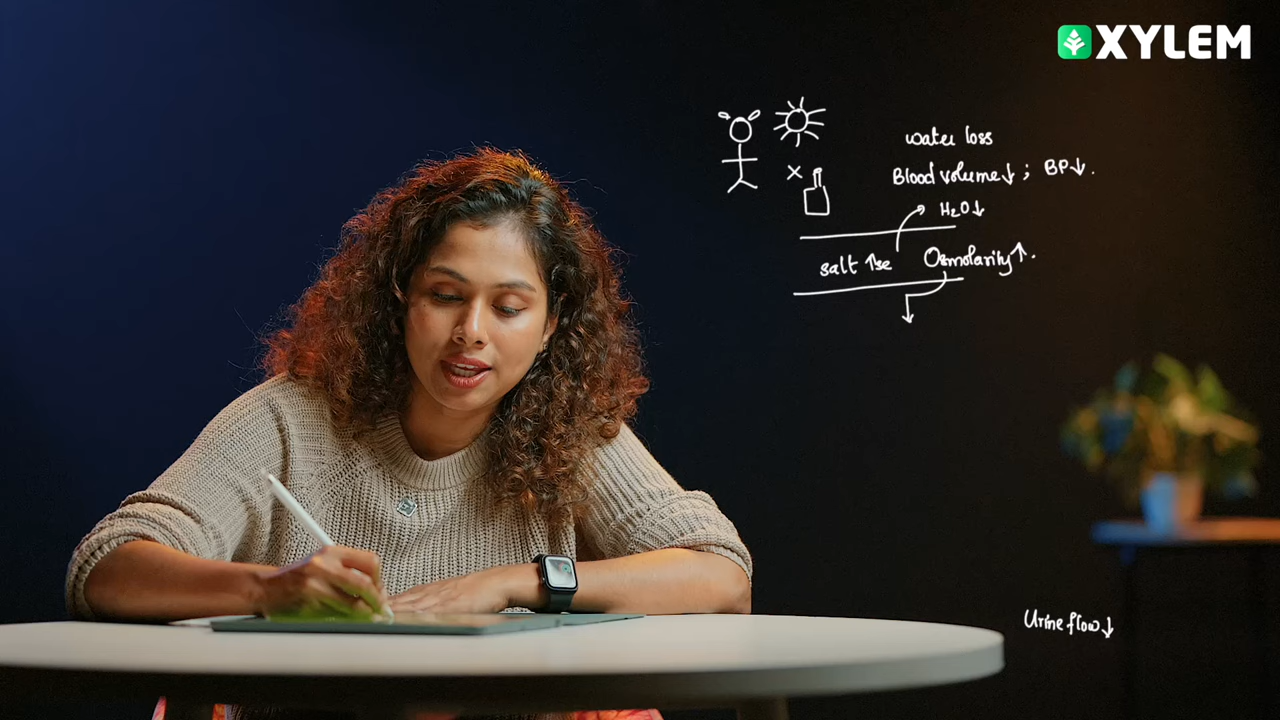 XYLEM
water loss
Blood volume↓ ; BP↓.
H₂O↓
salt ↑se Osmolarity↑.
Urine flow↓